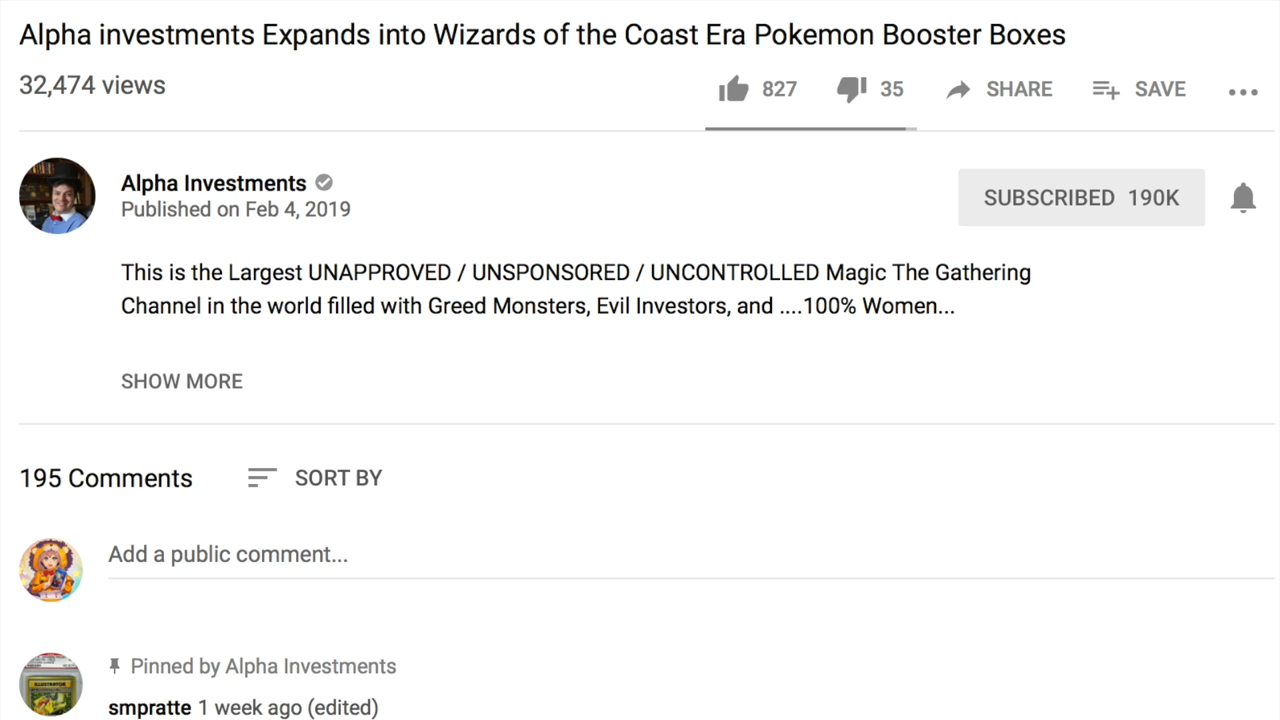 Alpha investments Expands into Wizards of the Coast Era Pokemon Booster Boxes
32,474 views
827
35
SHARE
SAVE
Alpha Investments
Published on Feb 4, 2019
SUBSCRIBED 190K
This is the Largest UNAPPROVED / UNSPONSORED / UNCONTROLLED Magic The Gathering
Channel in the world filled with Greed Monsters, Evil Investors, and ....100% Women...
SHOW MORE
195 Comments
SORT BY
Add a public comment...
Pinned by Alpha Investments
smpratte 1 week ago (edited)